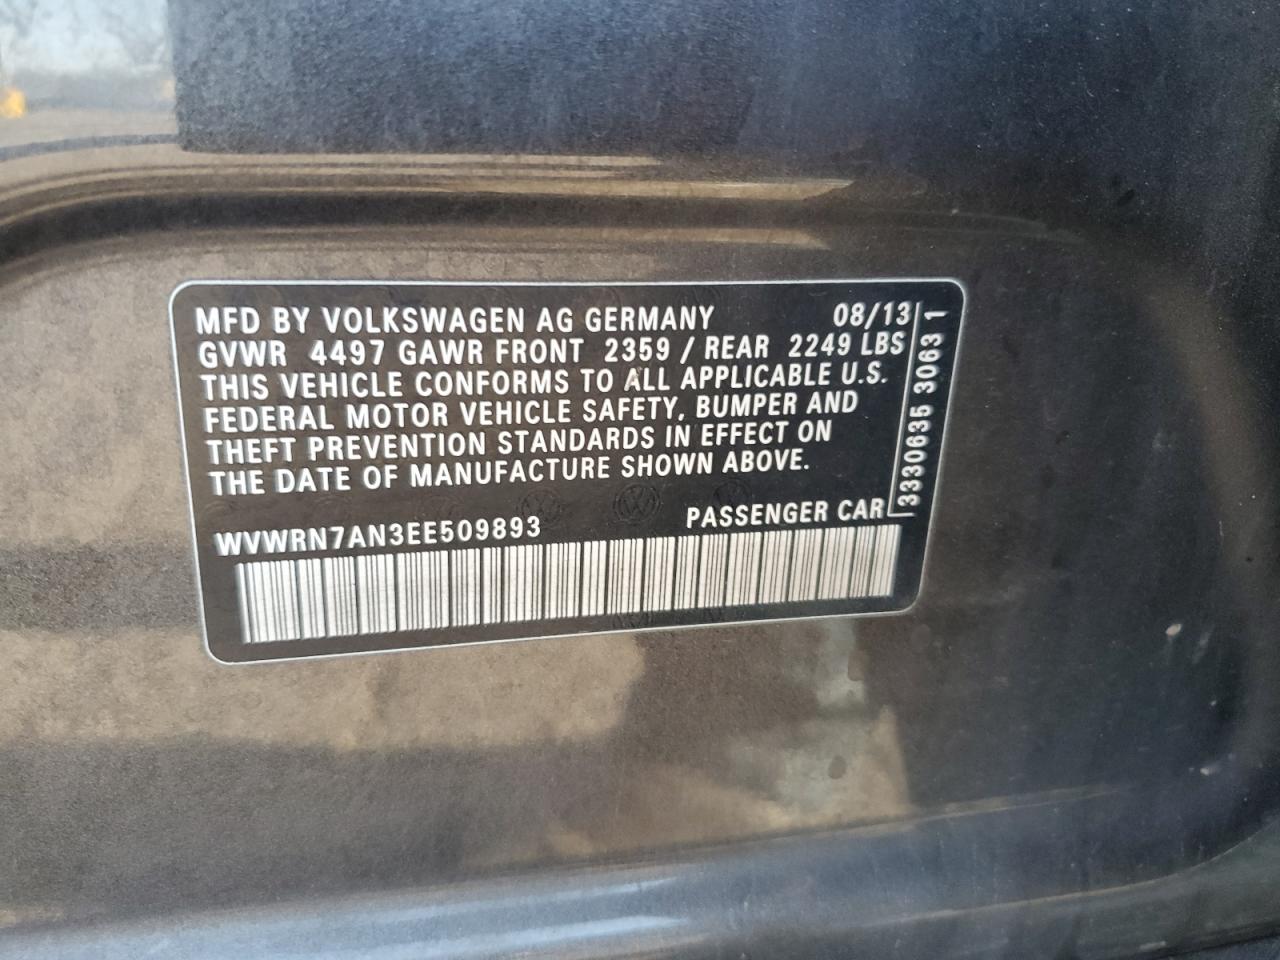 MFD BY VOLKSWAGEN AG GERMANY 08/13
GVWR 4497 GAWR FRONT 2359 / REAR 2249 LBS
THIS VEHICLE CONFORMS TO ALL APPLICABLE U.S.
FEDERAL MOTOR VEHICLE SAFETY, BUMPER AND
THEFT PREVENTION STANDARDS IN EFFECT ON
THE DATE OF MANUFACTURE SHOWN ABOVE.
WVWRN7AN3EE509893 PASSENGER CAR
3330635 3063 1